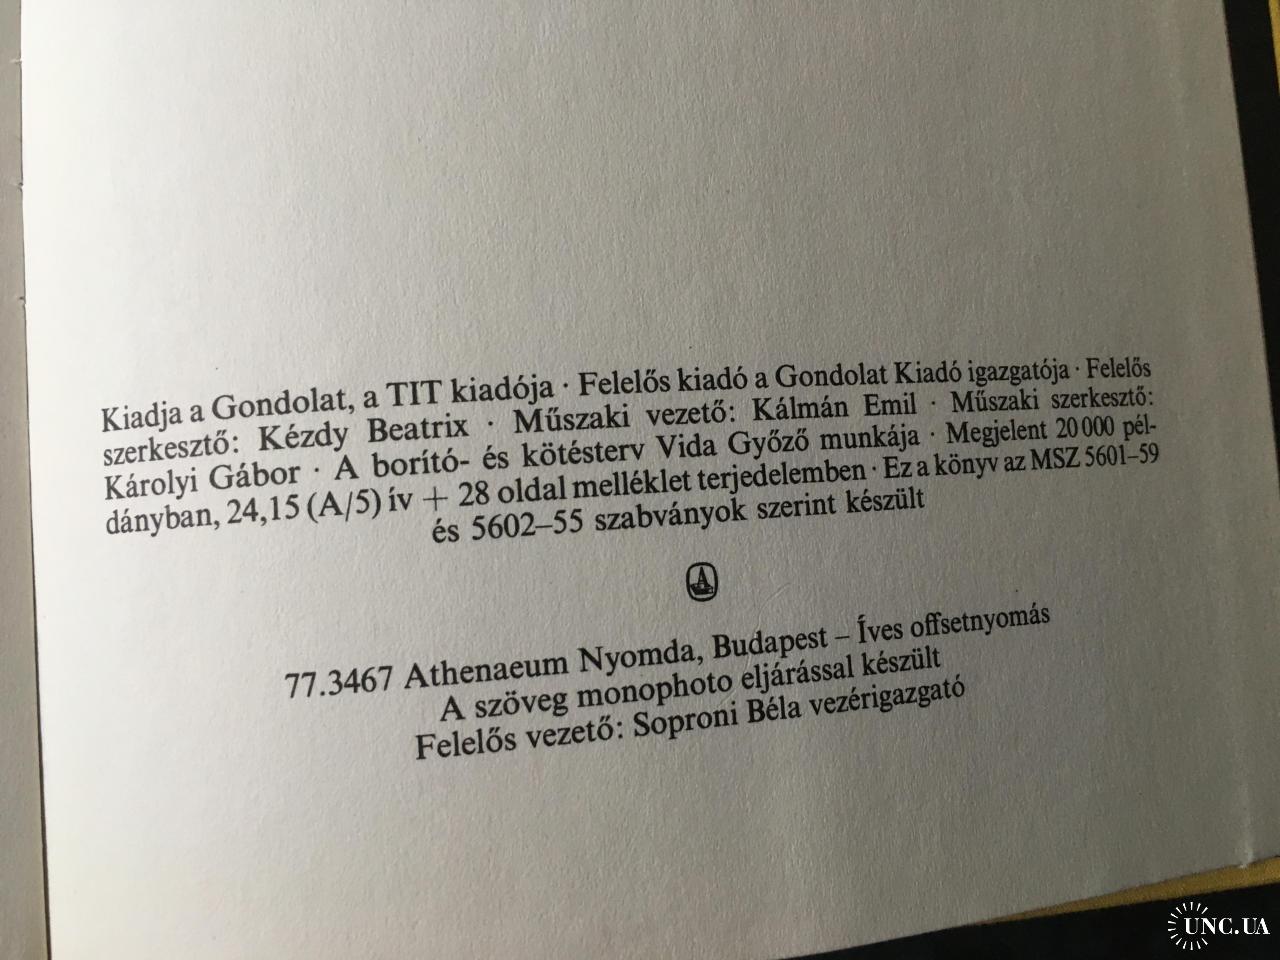 Kiadja a Gondolat, a TIT kiadója · Felelős kiadó a Gondolat Kiadó igazgatója · Felelős
szerkesztő: Kézdy Beatrix · Műszaki vezető: Kálmán Emil · Műszaki szerkesztő:
Károlyi Gábor · A borító- és kötésterv Vida Győző munkája · Megjelent 20 000 pél-
dányban, 24,15 (A/5) ív + 28 oldal melléklet terjedelemben · Ez a könyv az MSZ 5601–59
és 5602–55 szabványok szerint készült
A
77.3467 Athenaeum Nyomda, Budapest – Íves offsetnyomás
A szöveg monophoto eljárással készült
Felelős vezető: Soproni Béla vezérigazgató
UNC.UA